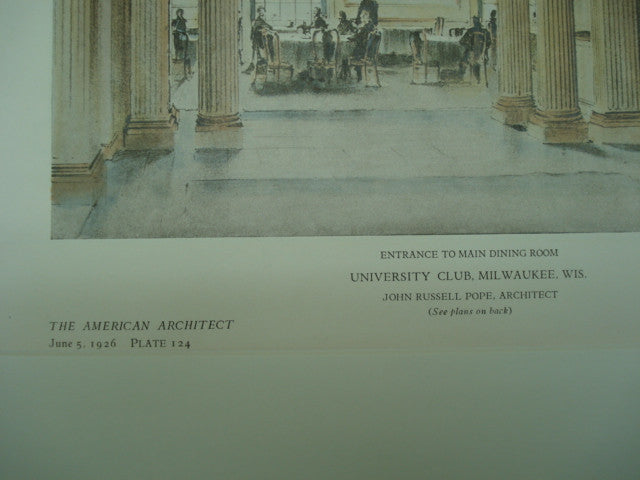 ENTRANCE TO MAIN DINING ROOM
UNIVERSITY CLUB, MILWAUKEE, WIS.
JOHN RUSSELL POPE, ARCHITECT
(See plans on back)
THE AMERICAN ARCHITECT
June 5, 1926 PLATE 124